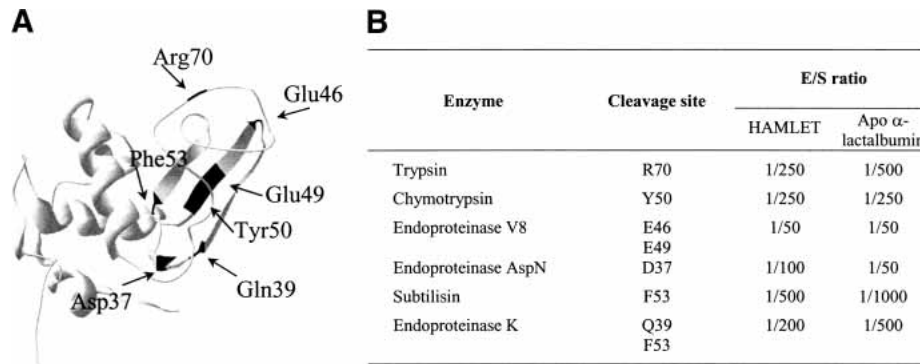 A
Arg70
Glu46
Phe53
Glu49
Tyr50
Gln39
Asp37
B
Enzyme Cleavage site E/S ratio
HAMLET Apo α-
lactalbumin
Trypsin R70 1/250 1/500
Chymotrypsin Y50 1/250 1/250
Endoproteinase V8 E46 1/50 1/50
E49
Endoproteinase AspN D37 1/100 1/50
Subtilisin F53 1/500 1/1000
Endoproteinase K Q39 1/200 1/500
F53